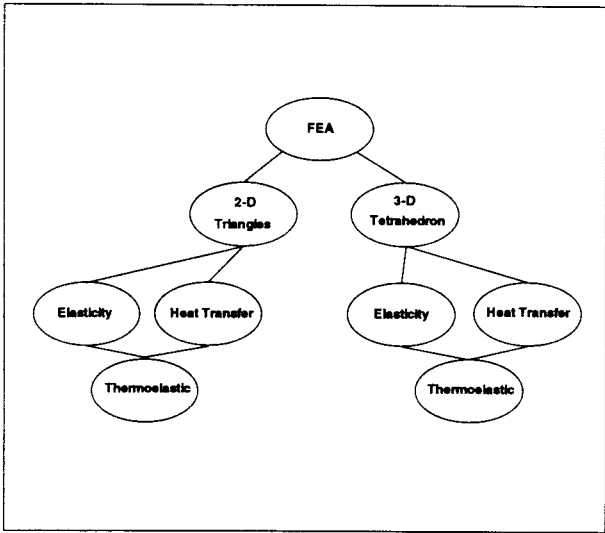 FEA
2-D
Triangles
3-D
Tetrahedron
Elasticity
Heat Transfer
Elasticity
Heat Transfer
Thermoelastic
Thermoelastic